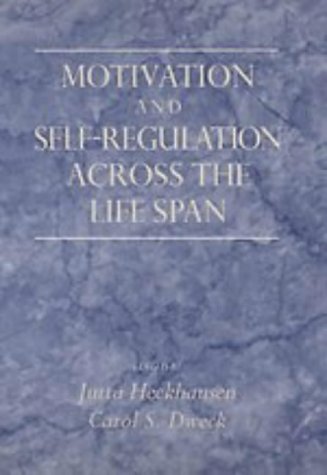 MOTIVATION
AND
SELF-REGULATION
ACROSS THE
LIFE SPAN
Jutta Heckhausen
Carol S. Dweck